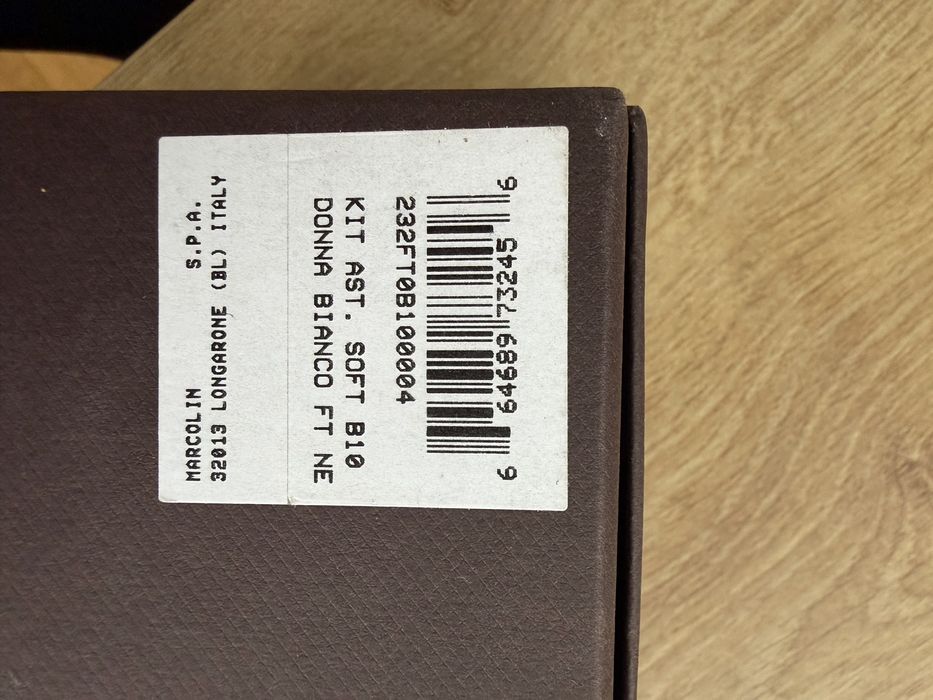 MARCOLIN S.P.A.
32013 LONGARONE (BL) ITALY
DONNA BIANCO FT NE
KIT AST. SOFT B10
232FT0B100004
6 64689 73245 6